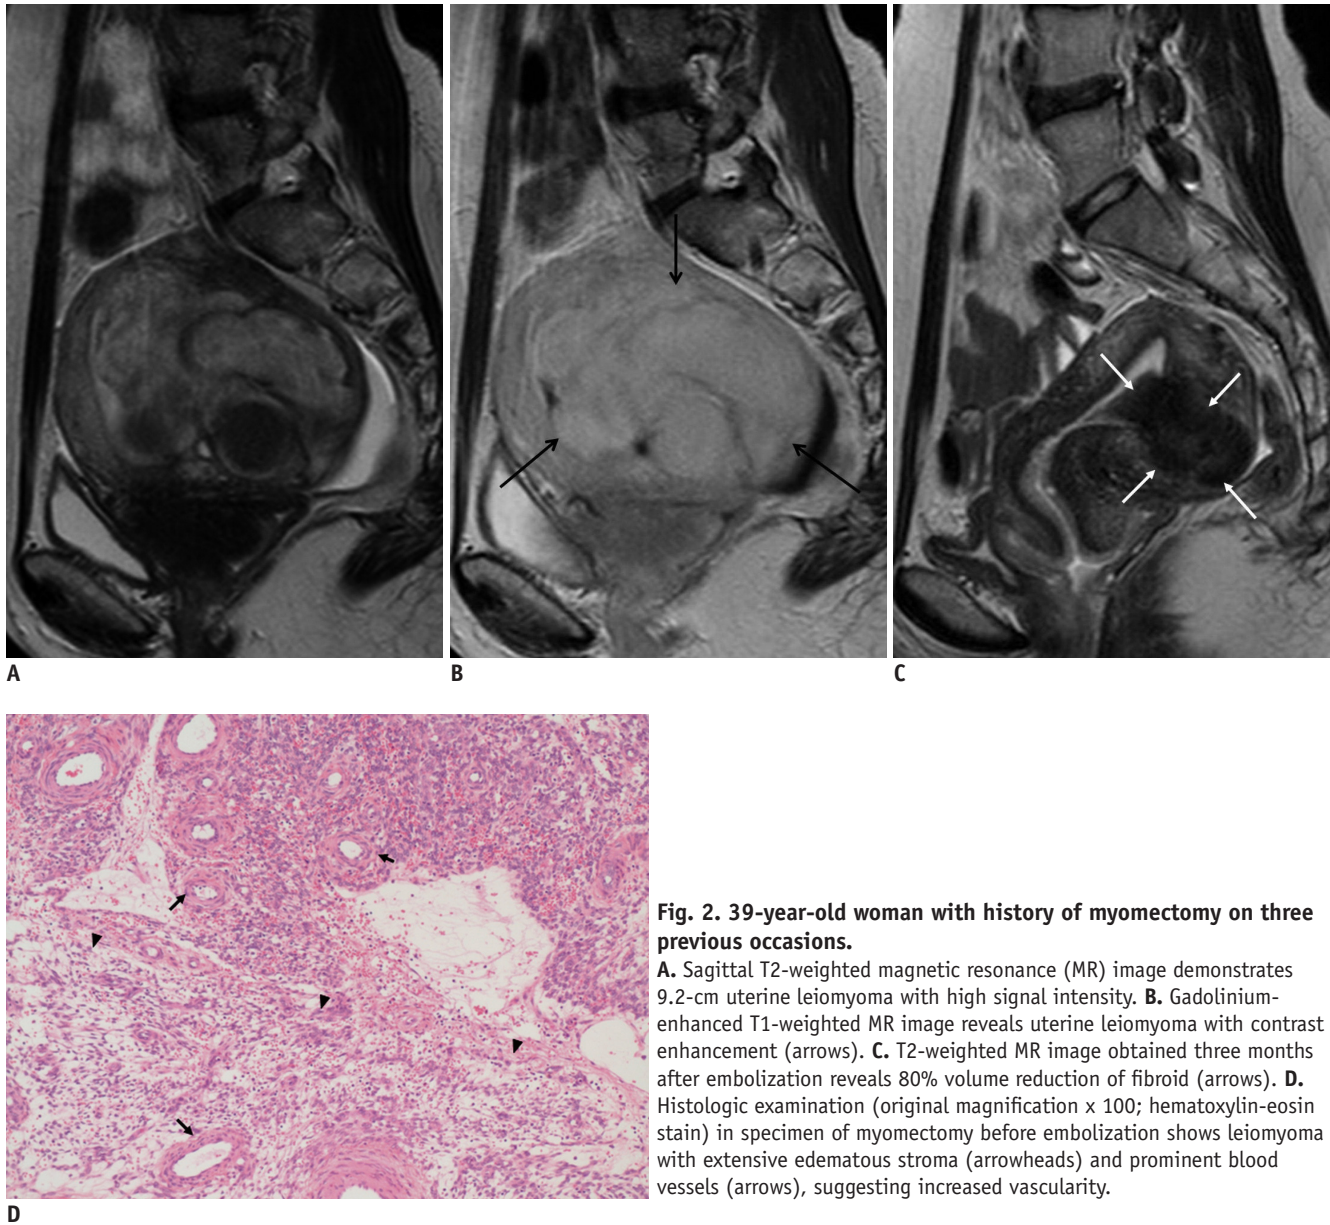 A
B
C
D
Fig. 2. 39-year-old woman with history of myomectomy on three
previous occasions.
A. Sagittal T2-weighted magnetic resonance (MR) image demonstrates
9.2-cm uterine leiomyoma with high signal intensity. B. Gadolinium-
enhanced T1-weighted MR image reveals uterine leiomyoma with contrast
enhancement (arrows). C. T2-weighted MR image obtained three months
after embolization reveals 80% volume reduction of fibroid (arrows). D.
Histologic examination (original magnification x 100; hematoxylin-eosin
stain) in specimen of myomectomy before embolization shows leiomyoma
with extensive edematous stroma (arrowheads) and prominent blood
vessels (arrows), suggesting increased vascularity.